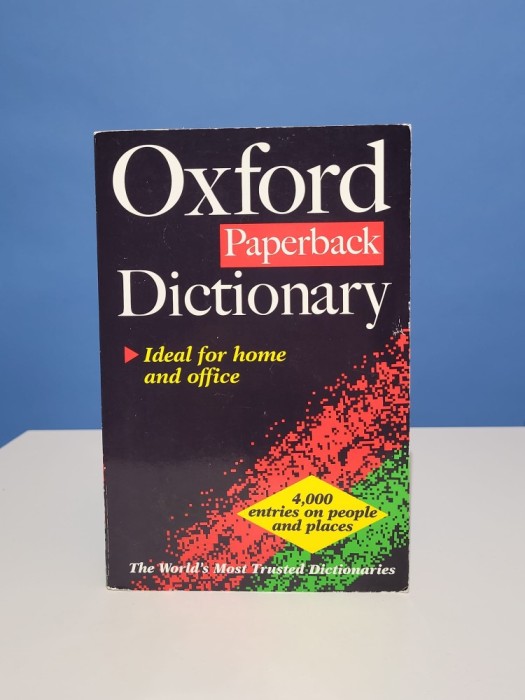 Oxford
Paperback
Dictionary
Ideal for home
and office
4,000
entries on people
and places
The World's Most Trusted Dictionaries